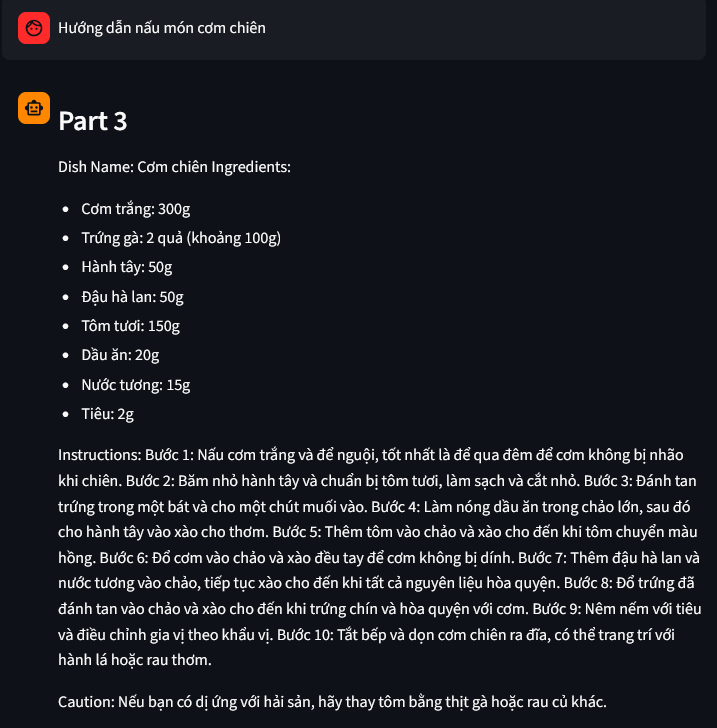 Hướng dẫn nấu món cơm chiên
Part 3
Dish Name: Cơm chiên Ingredients:
• Cơm trắng: 300g
• Trứng gà: 2 quả (khoảng 100g)
• Hành tây: 50g
• Đậu hà lan: 50g
• Tôm tươi: 150g
• Dầu ăn: 20g
• Nước tương: 15g
• Tiêu: 2g
Instructions: Bước 1: Nấu cơm trắng và để nguội, tốt nhất là để qua đêm để cơm không bị nhão
khi chiên. Bước 2: Băm nhỏ hành tây và chuẩn bị tôm tươi, làm sạch và cắt nhỏ. Bước 3: Đánh tan
trứng trong một bát và cho một chút muối vào. Bước 4: Làm nóng dầu ăn trong chảo lớn, sau đó
cho hành tây vào xào cho thơm. Bước 5: Thêm tôm vào chảo và xào cho đến khi tôm chuyển màu
hồng. Bước 6: Đổ cơm vào chảo và xào đều tay để cơm không bị dính. Bước 7: Thêm đậu hà lan và
nước tương vào chảo, tiếp tục xào cho đến khi tất cả nguyên liệu hòa quyện. Bước 8: Đổ trứng đã
đánh tan vào chảo và xào cho đến khi trứng chín và hòa quyện với cơm. Bước 9: Nêm nếm với tiêu
và điều chỉnh gia vị theo khẩu vị. Bước 10: Tắt bếp và dọn cơm chiên ra đĩa, có thể trang trí với
hành lá hoặc rau thơm.
Caution: Nếu bạn có dị ứng với hải sản, hãy thay tôm bằng thịt gà hoặc rau củ khác.